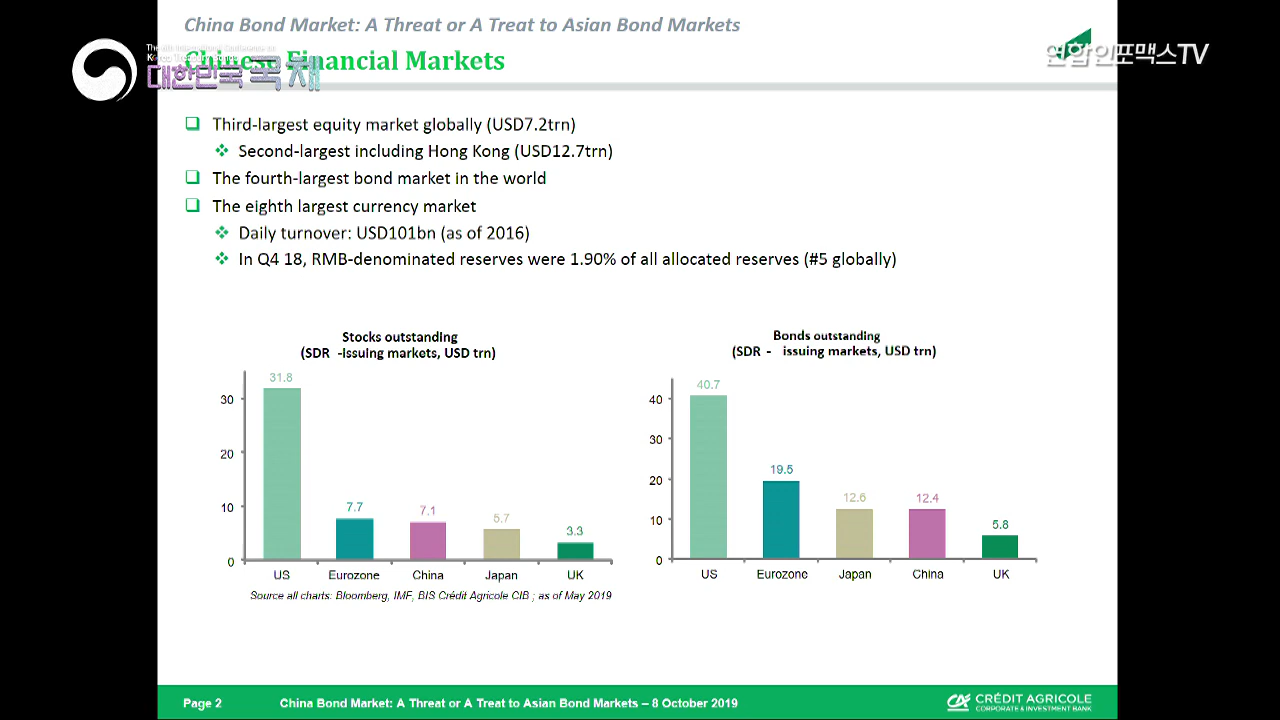 China Bond Market: A Threat or A Treat to Asian Bond Markets
Chinese Financial Markets
The 6th International Conference on
Korea Treasury Bonds
대한민국 국채
연합인포맥스TV
Third-largest equity market globally (USD7.2trn)
Second-largest including Hong Kong (USD12.7trn)
The fourth-largest bond market in the world
The eighth largest currency market
Daily turnover: USD101bn (as of 2016)
In Q4 18, RMB-denominated reserves were 1.90% of all allocated reserves (#5 globally)
Stocks outstanding
(SDR -issuing markets, USD trn)
31.8
30
20
10
0
7.7
7.1
5.7
3.3
US Eurozone China Japan UK
Source all charts: Bloomberg, IMF, BIS Crédit Agricole CIB ; as of May 2019
Bonds outstanding
(SDR - issuing markets, USD trn)
40.7
40
30
20
10
0
19.5
12.6
12.4
5.8
US Eurozone Japan China UK
Page 2
China Bond Market: A Threat or A Treat to Asian Bond Markets – 8 October 2019
CRÉDIT AGRICOLE
CORPORATE & INVESTMENT BANK